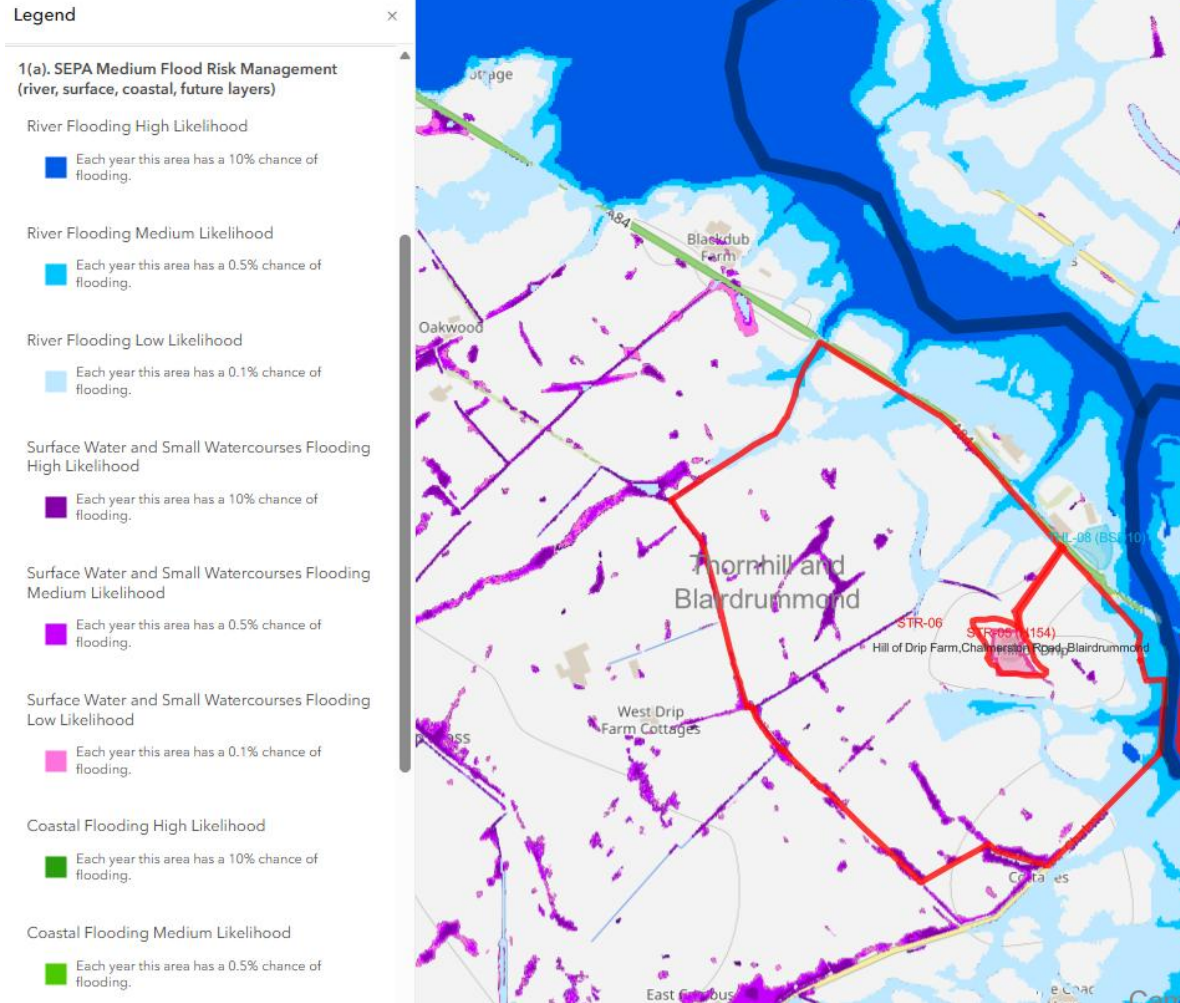 Legend
×
1(a). SEPA Medium Flood Risk Management
(river, surface, coastal, future layers)
River Flooding High Likelihood
Each year this area has a 10% chance of
flooding.
River Flooding Medium Likelihood
Each year this area has a 0.5% chance of
flooding.
River Flooding Low Likelihood
Each year this area has a 0.1% chance of
flooding.
Surface Water and Small Watercourses Flooding
High Likelihood
Each year this area has a 10% chance of
flooding.
Surface Water and Small Watercourses Flooding
Medium Likelihood
Each year this area has a 0.5% chance of
flooding.
Surface Water and Small Watercourses Flooding
Low Likelihood
Each year this area has a 0.1% chance of
flooding.
Coastal Flooding High Likelihood
Each year this area has a 10% chance of
flooding.
Coastal Flooding Medium Likelihood
Each year this area has a 0.5% chance of
flooding.
A84
Blackdub
Farm
Oakwood
A84
Thornhill and
Blairdrummond
STR-06
STR-05 (H154)
Hill of Drip Farm,Chalmerston Road, Blairdrummond
West Drip
Farm Cottages